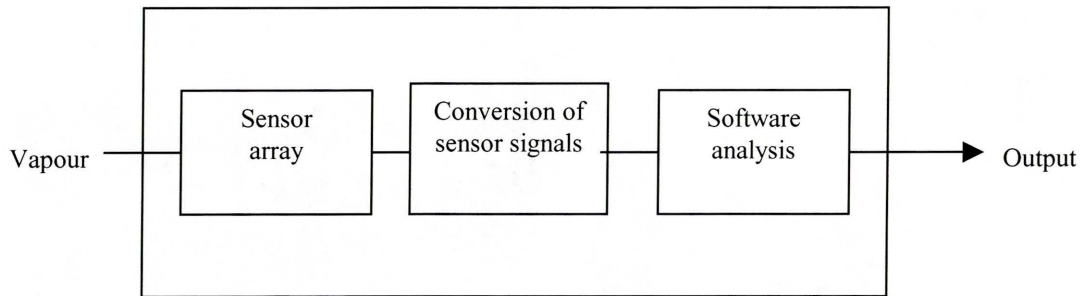 Vapour
Sensor
array
Conversion of
sensor signals
Software
analysis
Output